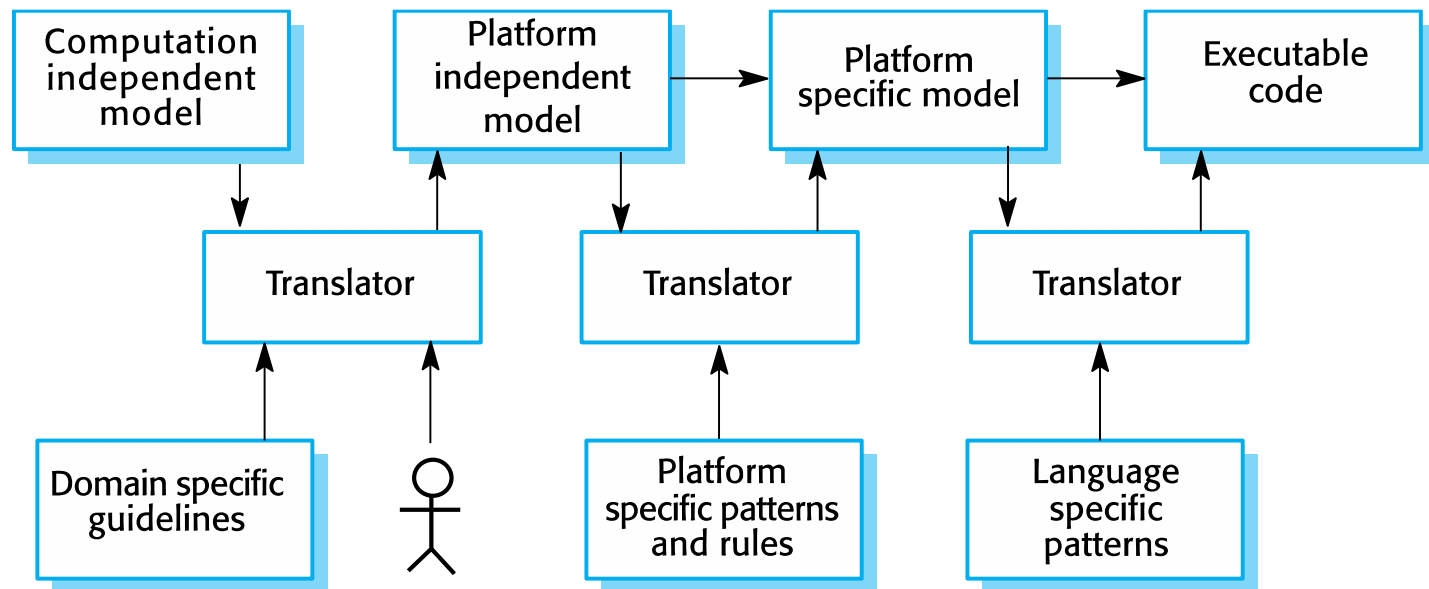 Computation
independent
model
Platform
independent
model
Platform
specific model
Executable
code
Translator
Translator
Translator
Domain specific
guidelines
Platform
specific patterns
and rules
Language
specific
patterns